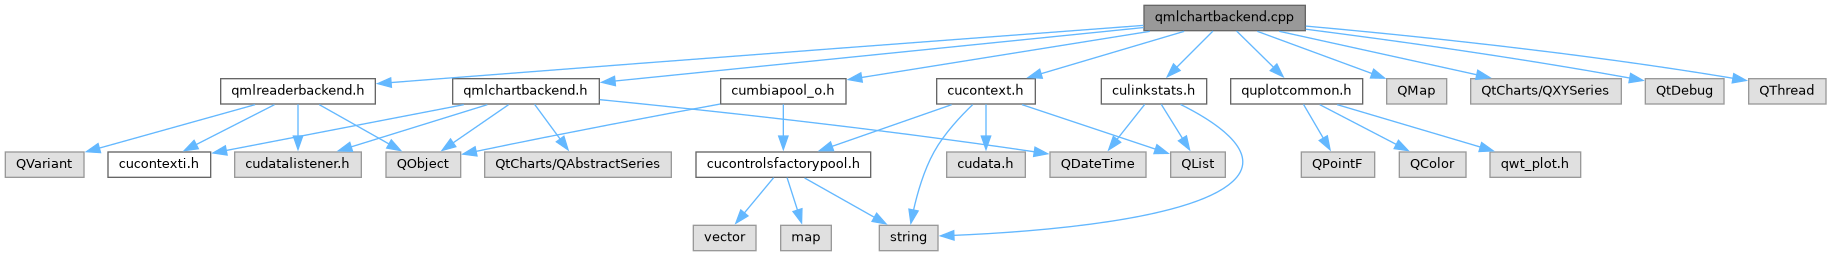 qmlchartbackend.cpp
qmlreaderbackend.h
qmlchartbackend.h
cumbiapool_o.h
cucontext.h
culinkstats.h
quplotcommon.h
QMap
QtCharts/QXYSeries
QtDebug
QThread
QVariant
cucontexti.h
cudatalistener.h
QObject
QtCharts/QAbstractSeries
cucontrolsfactorypool.h
cudata.h
QDateTime
QList
QPointF
QColor
qwt_plot.h
vector
map
string